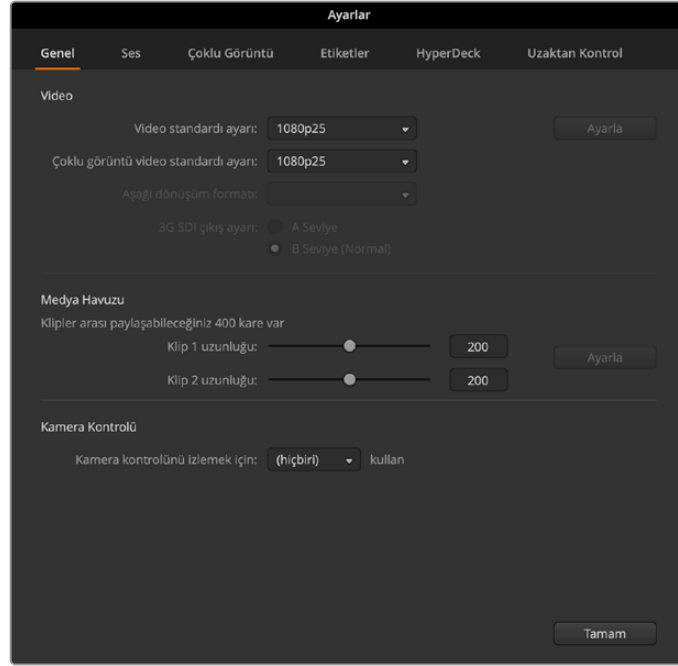 Ayarlar
Genel Ses Çoklu Görüntü Etiketler HyperDeck Uzaktan Kontrol
Video
Video standardı ayarı: 1080p25 Ayarla
Çoklu görüntü video standardı ayarı: 1080p25
Aşağı dönüşüm formatı:
3G SDI çıkış ayarı: A Seviye
B Seviye (Normal)
Medya Havuzu
Klipler arası paylaşabileceğiniz 400 kare var
Klip 1 uzunluğu: 200
Ayarla
Klip 2 uzunluğu: 200
Kamera Kontrolü
Kamera kontrolünü izlemek için: (hiçbiri) kullan
Tamam